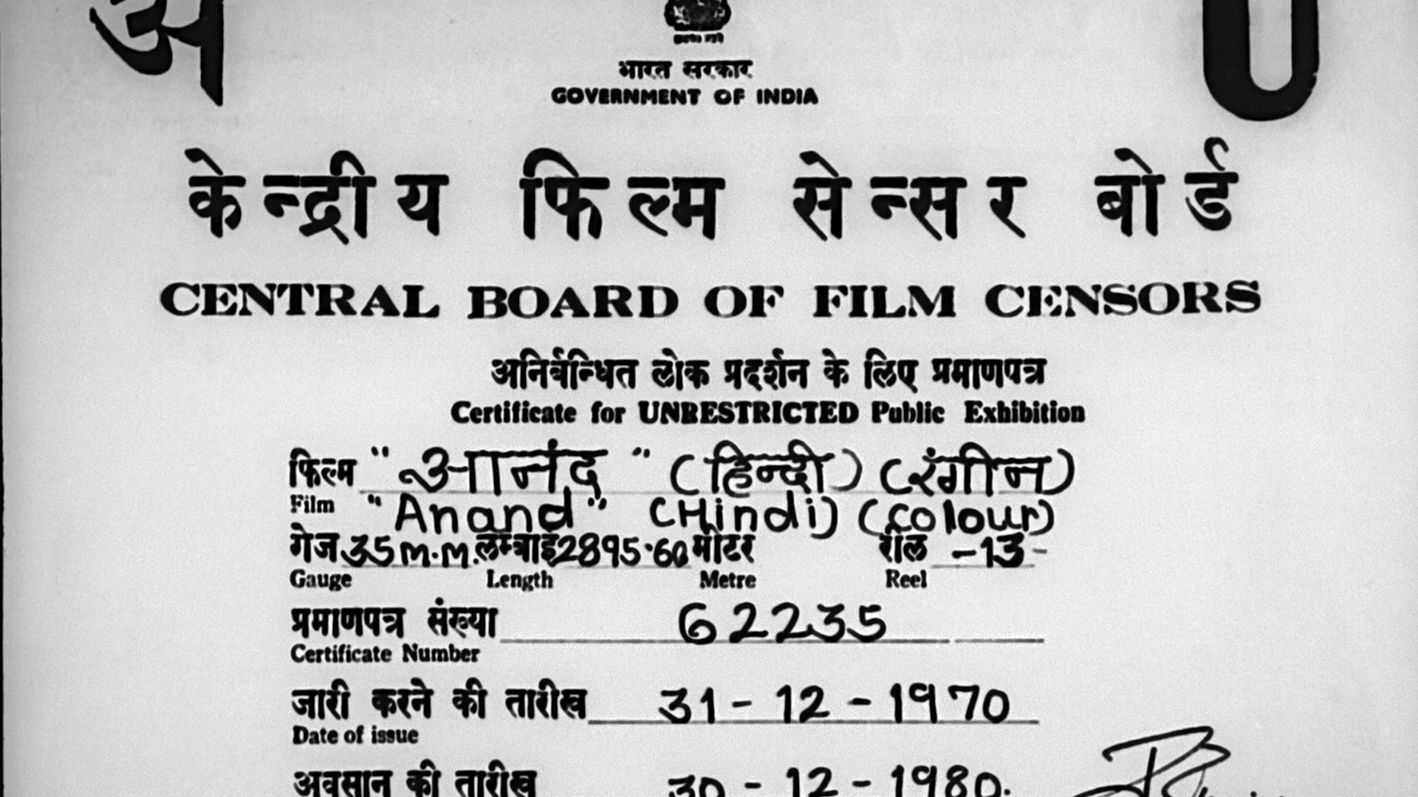 अ U
भारत सरकार
GOVERNMENT OF INDIA
केन्द्रीय फिल्म सेन्सर बोर्ड
CENTRAL BOARD OF FILM CENSORS
अनिर्बन्धित लोक प्रदर्शन के लिए प्रमाणपत्र
Certificate for UNRESTRICTED Public Exhibition
फिल्म "आनंद" (हिन्दी) (रंगीन)
Film "Anand" (Hindi) (Colour)
गेज 35 M.M. लम्बाई 2895.60 मीटर रील -13-
Gauge Length Metre Reel
प्रमाणपत्र संख्या 62235
Certificate Number
जारी करने की तारीख 31-12-1970
Date of issue
अवसान की तारीख 30-12-1980.